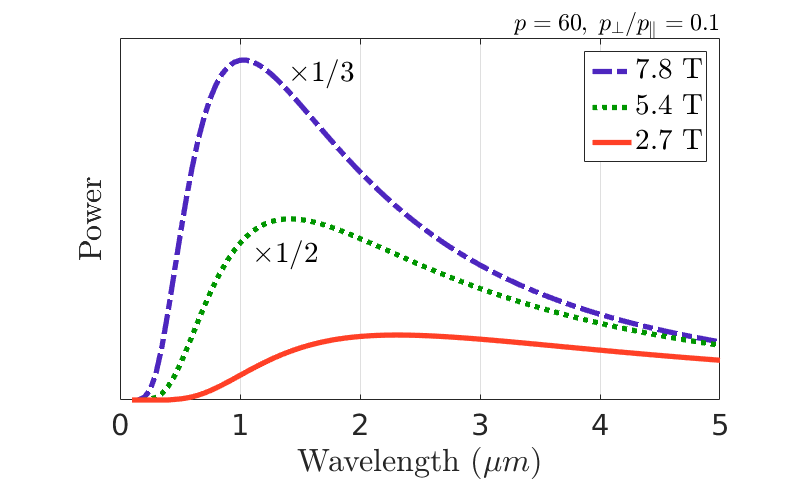 p = 60, p⊥/p∥ = 0.1
×1/3
7.8 T
5.4 T
2.7 T
Power
×1/2
0 1 2 3 4 5
Wavelength (μm)